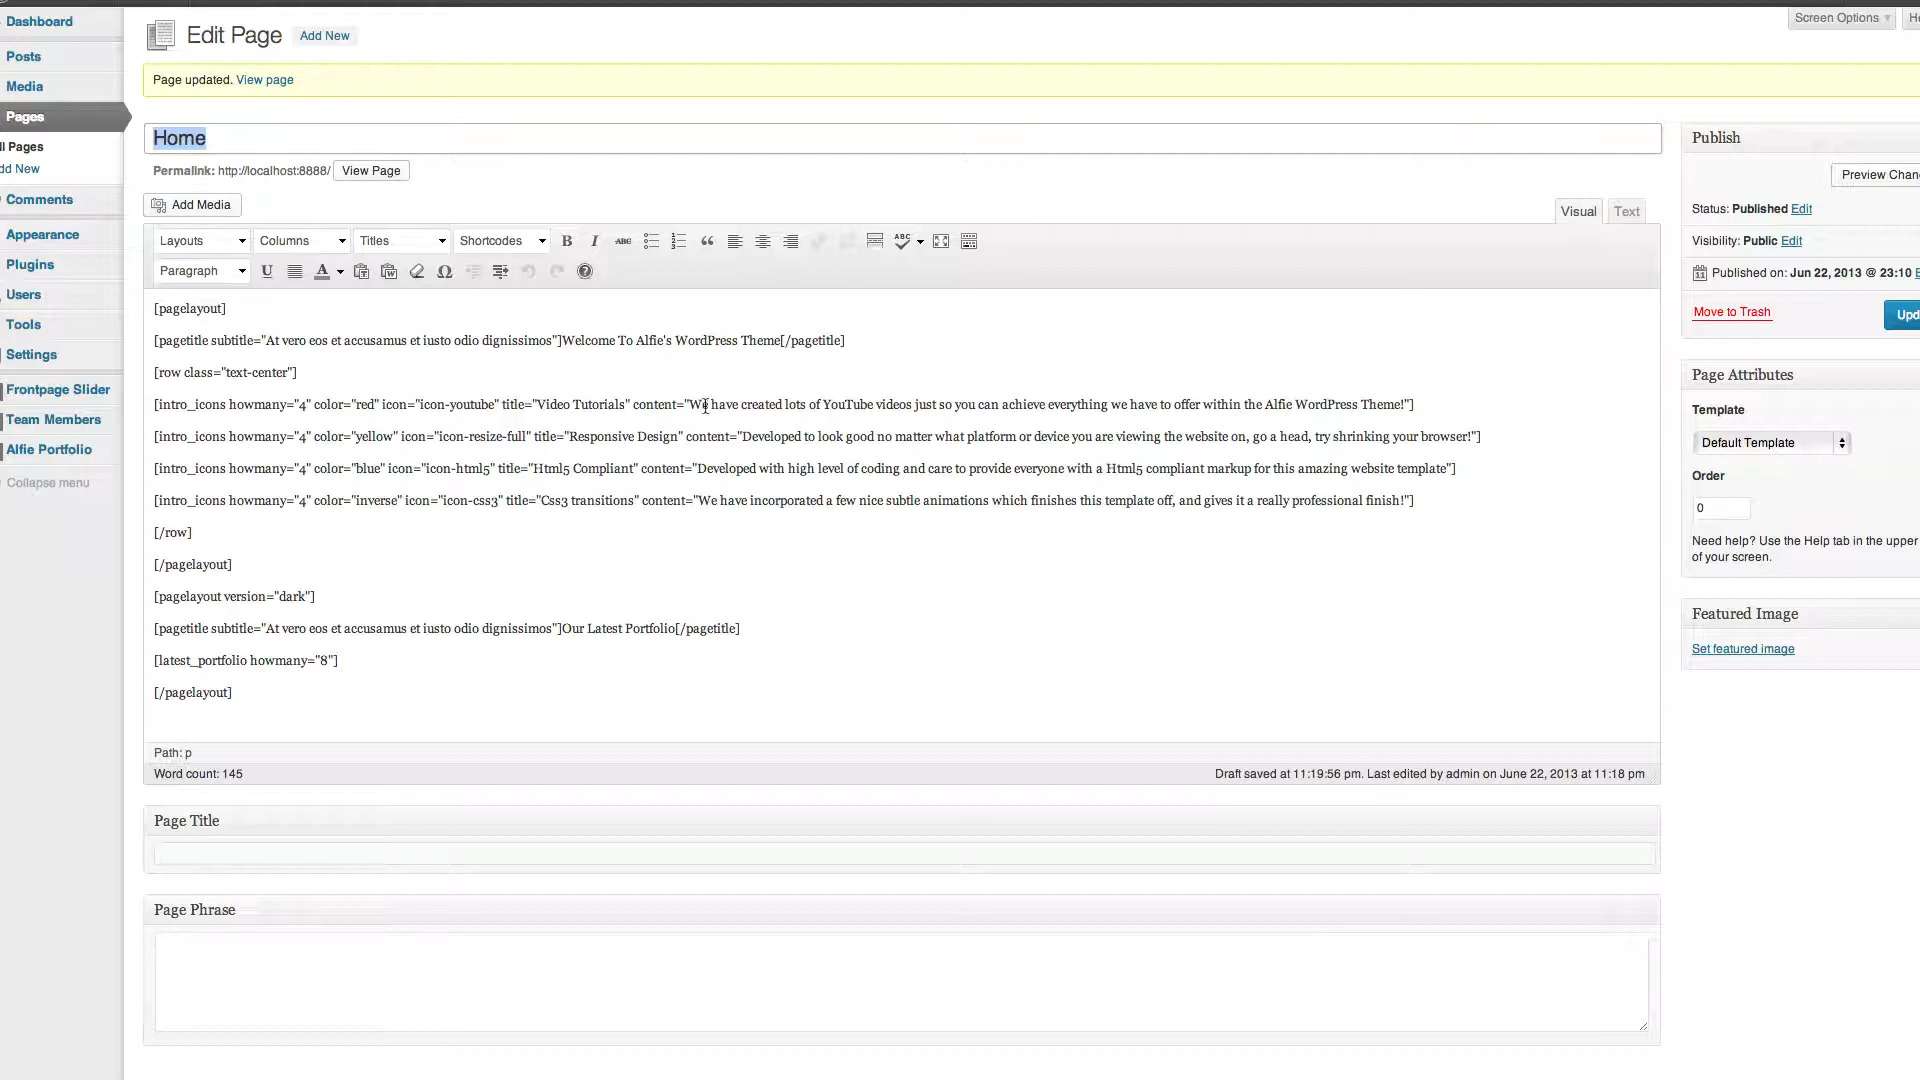 Dashboard
Posts
Media
Pages
ll Pages
dd New
Comments
Appearance
Plugins
Users
Tools
Settings
Frontpage Slider
Team Members
Alfie Portfolio
Collapse menu
Screen Options
He
Edit Page
Add New
Page updated. View page
Home
Permalink: http://localhost:8888/ View Page
Add Media
Visual
Text
Layouts
Columns
Titles
Shortcodes
B
I
ABC
ABC
Paragraph
U
A
Ω
[pagelayout]
[pagetitle subtitle="At vero eos et accusamus et iusto odio dignissimos"]Welcome To Alfie's WordPress Theme[/pagetitle]
[row class="text-center"]
[intro_icons howmany="4" color="red" icon="icon-youtube" title="Video Tutorials" content="We have created lots of YouTube videos just so you can achieve everything we have to offer within the Alfie WordPress Theme!"]
[intro_icons howmany="4" color="yellow" icon="icon-resize-full" title="Responsive Design" content="Developed to look good no matter what platform or device you are viewing the website on, go a head, try shrinking your browser!"]
[intro_icons howmany="4" color="blue" icon="icon-html5" title="Html5 Compliant" content="Developed with high level of coding and care to provide everyone with a Html5 compliant markup for this amazing website template"]
[intro_icons howmany="4" color="inverse" icon="icon-css3" title="Css3 transitions" content="We have incorporated a few nice subtle animations which finishes this template off, and gives it a really professional finish!"]
[/row]
[/pagelayout]
[pagelayout version="dark"]
[pagetitle subtitle="At vero eos et accusamus et iusto odio dignissimos"]Our Latest Portfolio[/pagetitle]
[latest_portfolio howmany="8"]
[/pagelayout]
Path: p
Word count: 145
Draft saved at 11:19:56 pm. Last edited by admin on June 22, 2013 at 11:18 pm
Page Title
Page Phrase
Publish
Preview Chan
Status: Published Edit
Visibility: Public Edit
Published on: Jun 22, 2013 @ 23:10 E
Move to Trash
Upd
Page Attributes
Template
Default Template
Order
0
Need help? Use the Help tab in the upper
of your screen.
Featured Image
Set featured image